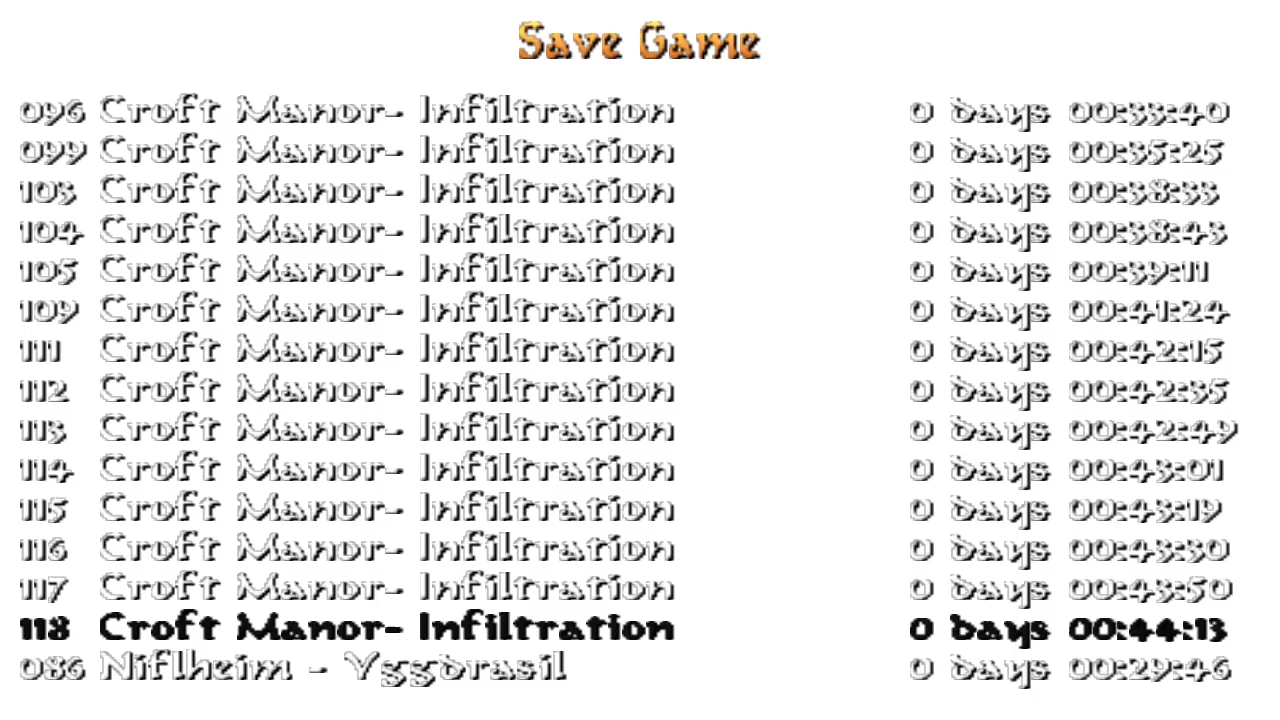 Save Game
096 Croft Manor- Infiltration 0 days 00:33:40
099 Croft Manor- Infiltration 0 days 00:35:25
103 Croft Manor- Infiltration 0 days 00:38:33
104 Croft Manor- Infiltration 0 days 00:38:43
105 Croft Manor- Infiltration 0 days 00:39:11
109 Croft Manor- Infiltration 0 days 00:41:24
111 Croft Manor- Infiltration 0 days 00:42:15
112 Croft Manor- Infiltration 0 days 00:42:35
113 Croft Manor- Infiltration 0 days 00:42:49
114 Croft Manor- Infiltration 0 days 00:43:01
115 Croft Manor- Infiltration 0 days 00:43:19
116 Croft Manor- Infiltration 0 days 00:43:30
117 Croft Manor- Infiltration 0 days 00:43:50
118 Croft Manor- Infiltration 0 days 00:44:13
086 Niflheim - Yggdrasil 0 days 00:29:46